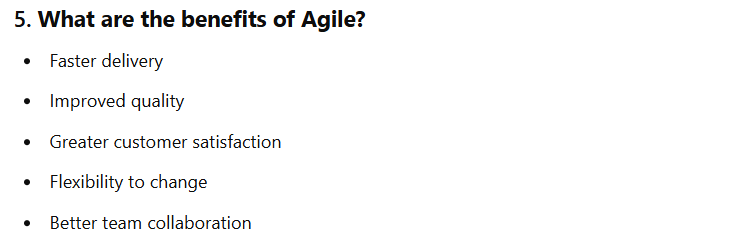 5. What are the benefits of Agile?
• Faster delivery
• Improved quality
• Greater customer satisfaction
• Flexibility to change
• Better team collaboration